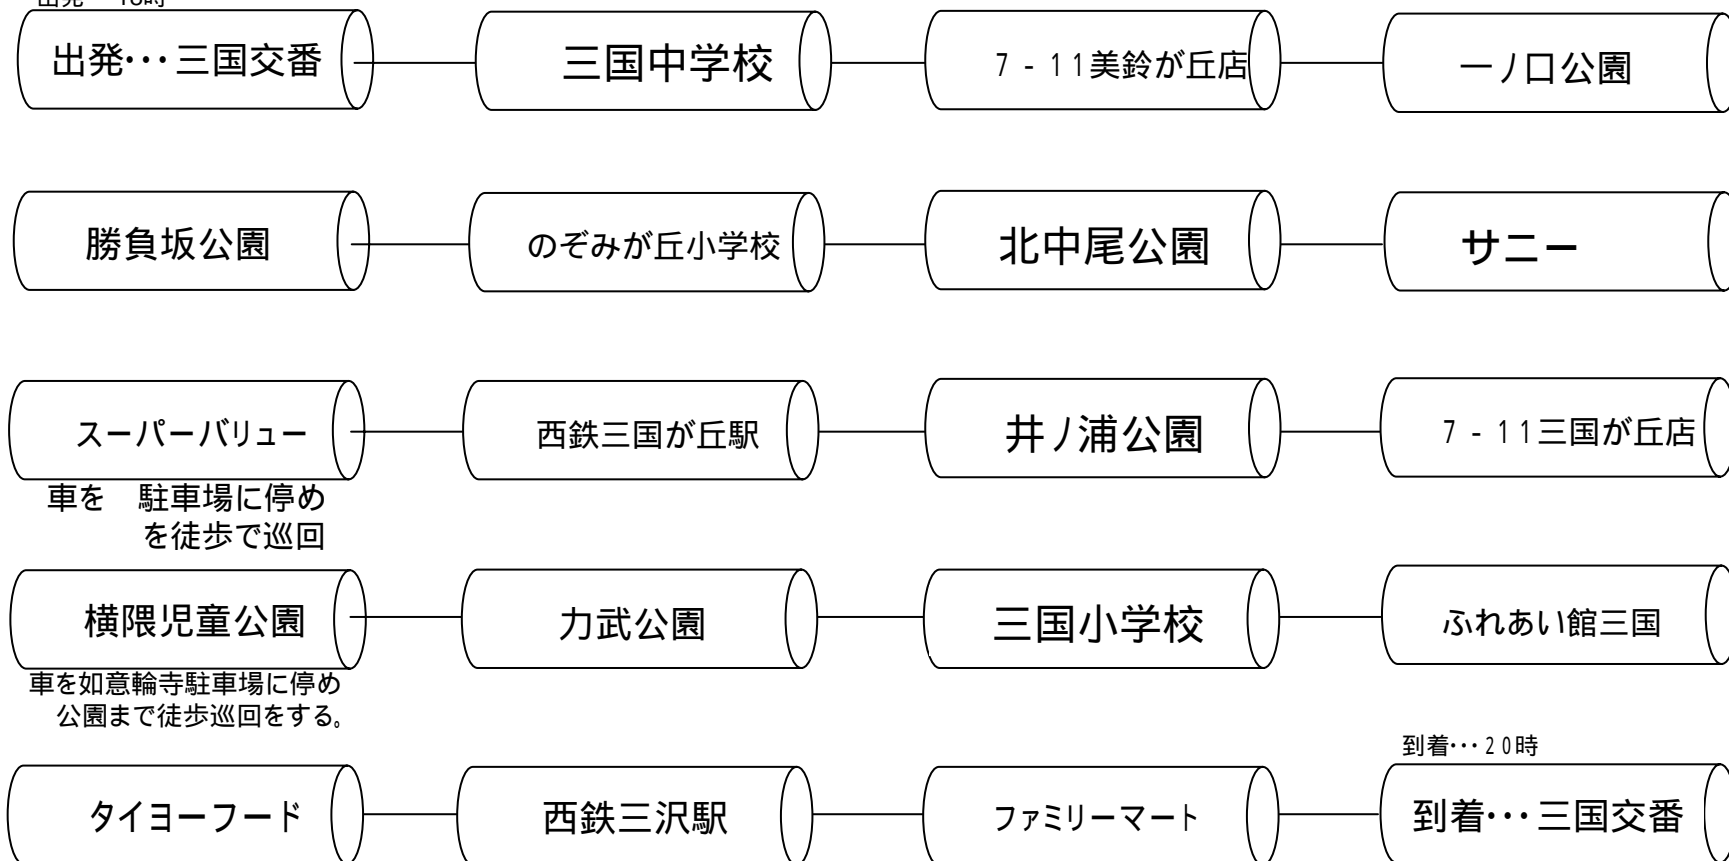 出発…三国交番
三国中学校
7-11美鈴が丘店
一ノ口公園
勝負坂公園
のぞみが丘小学校
北中尾公園
サニー
スーパーバリュー
西鉄三国が丘駅
井ノ浦公園
7-11三国が丘店
車を　駐車場に停め
を徒歩で巡回
横隈児童公園
力武公園
三国小学校
ふれあい館三国
車を如意輪寺駐車場に停め
公園まで徒歩巡回をする。
到着…20時
タイヨーフード
西鉄三沢駅
ファミリーマート
到着…三国交番